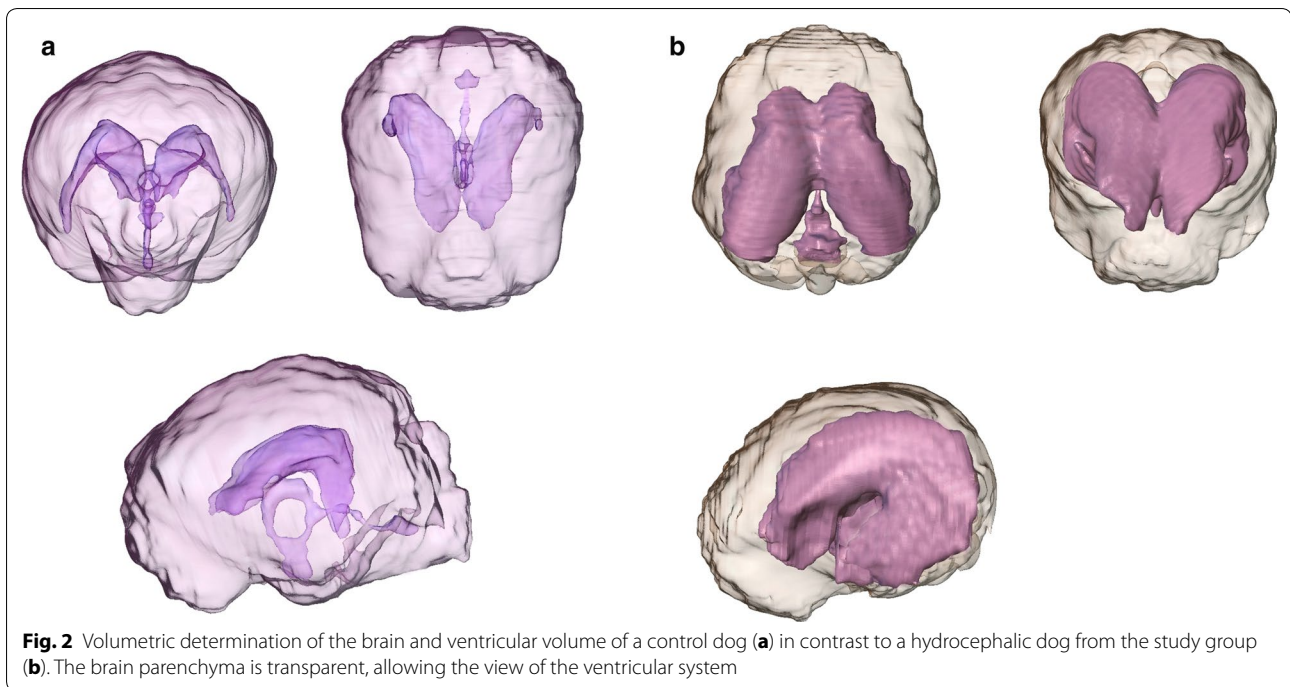 a
b
Fig. 2 Volumetric determination of the brain and ventricular volume of a control dog (a) in contrast to a hydrocephalic dog from the study group
(b). The brain parenchyma is transparent, allowing the view of the ventricular system